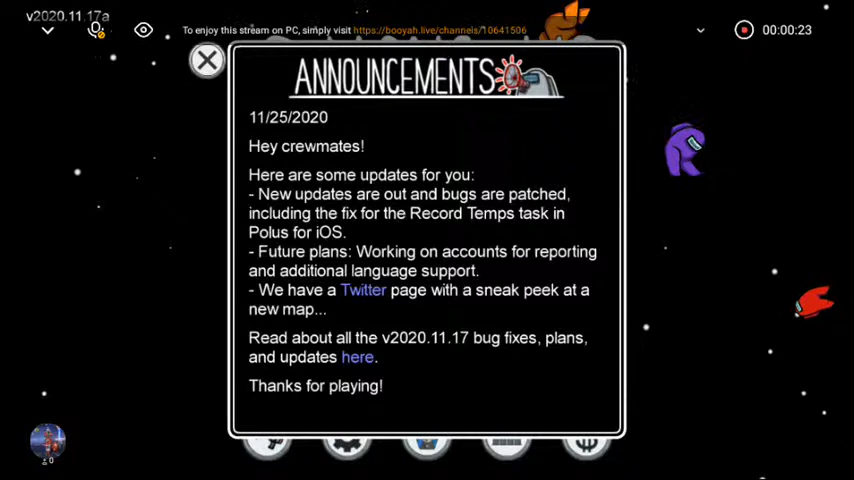 v2020.11.17a
To enjoy this stream on PC, simply visit https://booyah.live/channels/10641506
00:00:23
ANNOUNCEMENTS
11/25/2020
Hey crewmates!
Here are some updates for you:
- New updates are out and bugs are patched,
including the fix for the Record Temps task in
Polus for iOS.
- Future plans: Working on accounts for reporting
and additional language support.
- We have a Twitter page with a sneak peek at a
new map...
Read about all the v2020.11.17 bug fixes, plans,
and updates here.
Thanks for playing!
0